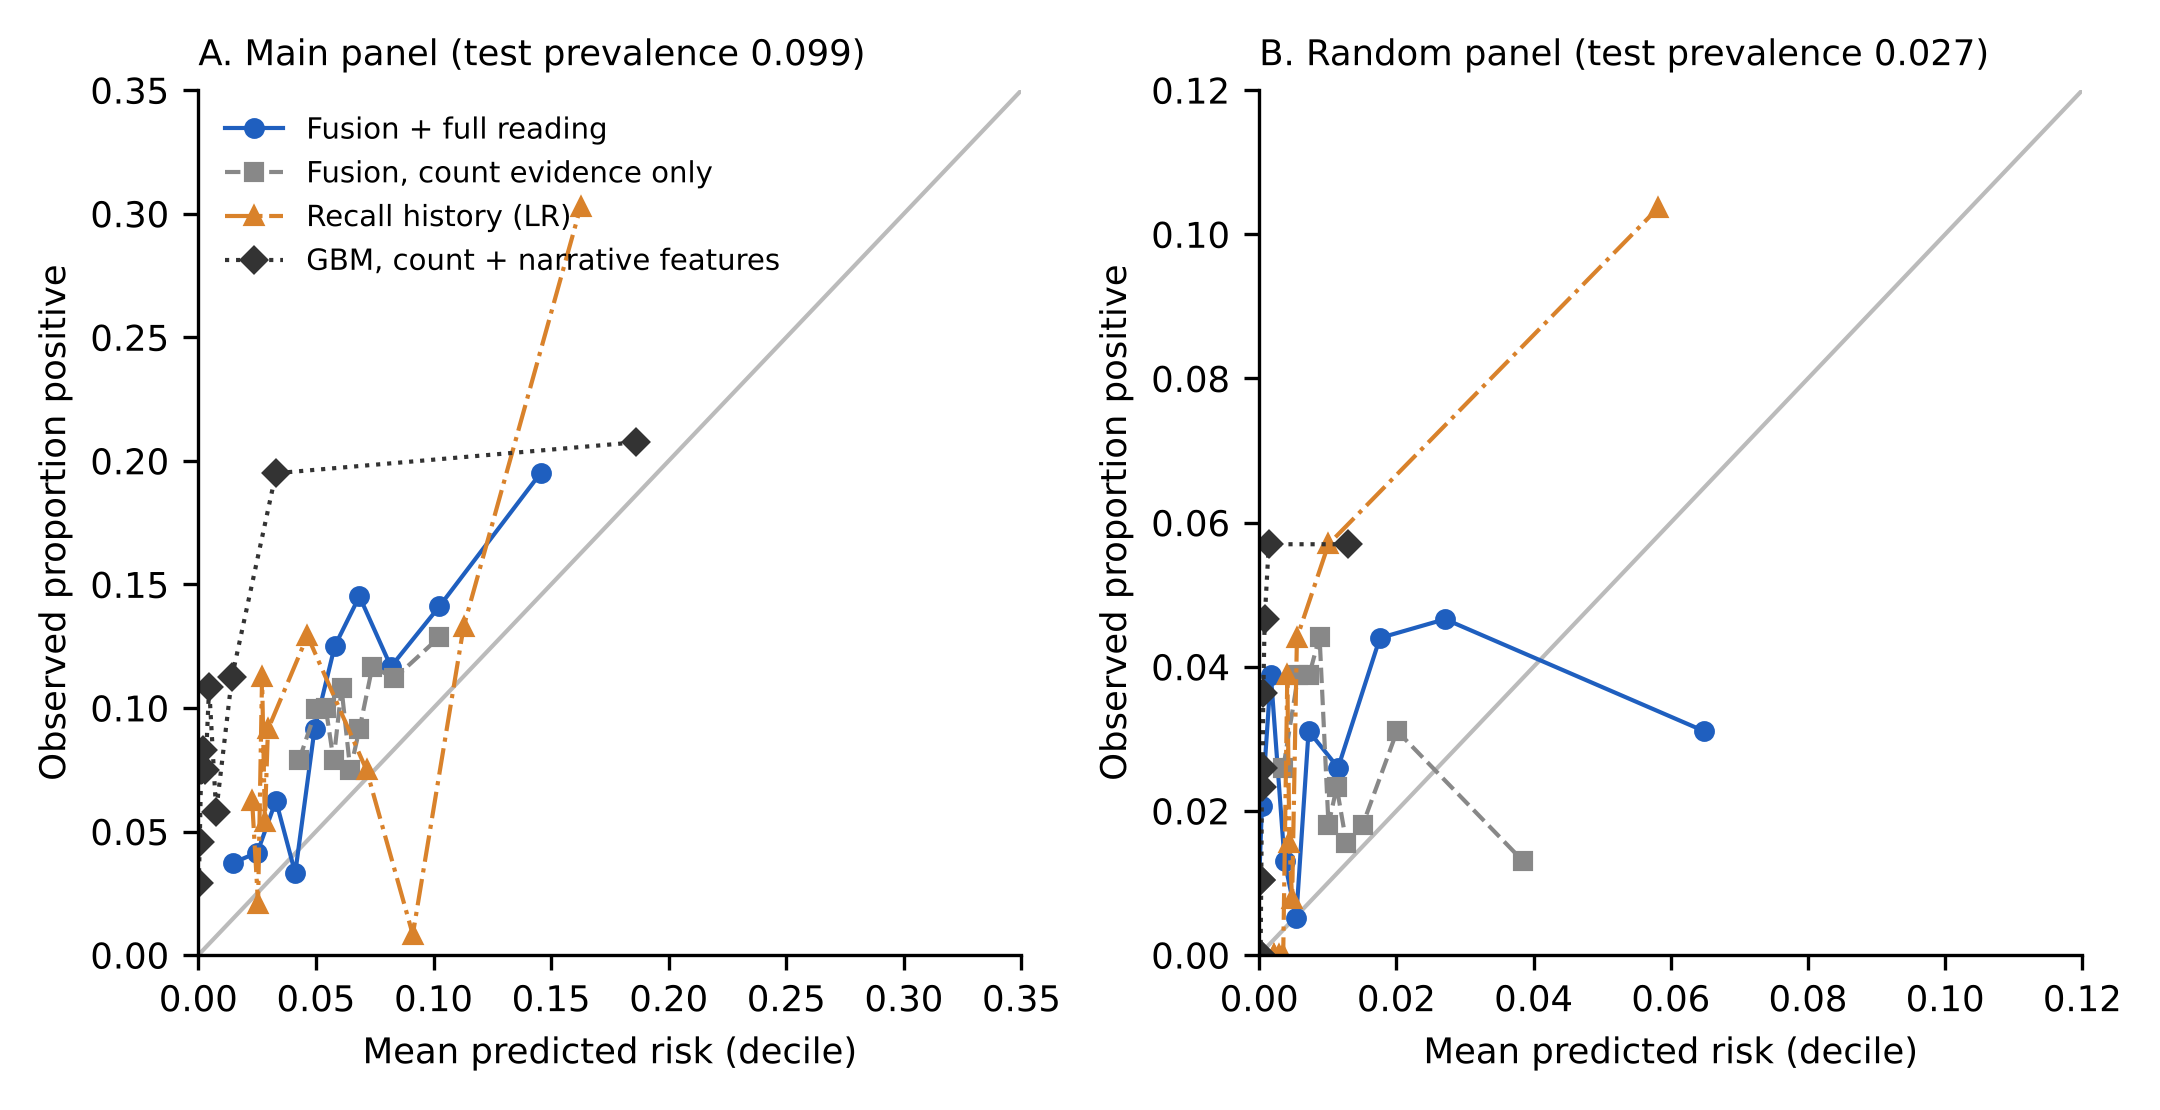 A. Main panel (test prevalence 0.099)
0.35
0.30
0.25
0.20
0.15
0.10
0.05
0.00
Observed proportion positive
Fusion + full reading
Fusion, count evidence only
Recall history (LR)
GBM, count + narrative features
0.00 0.05 0.10 0.15 0.20 0.25 0.30 0.35
Mean predicted risk (decile)
B. Random panel (test prevalence 0.027)
0.12
0.10
0.08
0.06
0.04
0.02
0.00
Observed proportion positive
0.00 0.02 0.04 0.06 0.08 0.10 0.12
Mean predicted risk (decile)